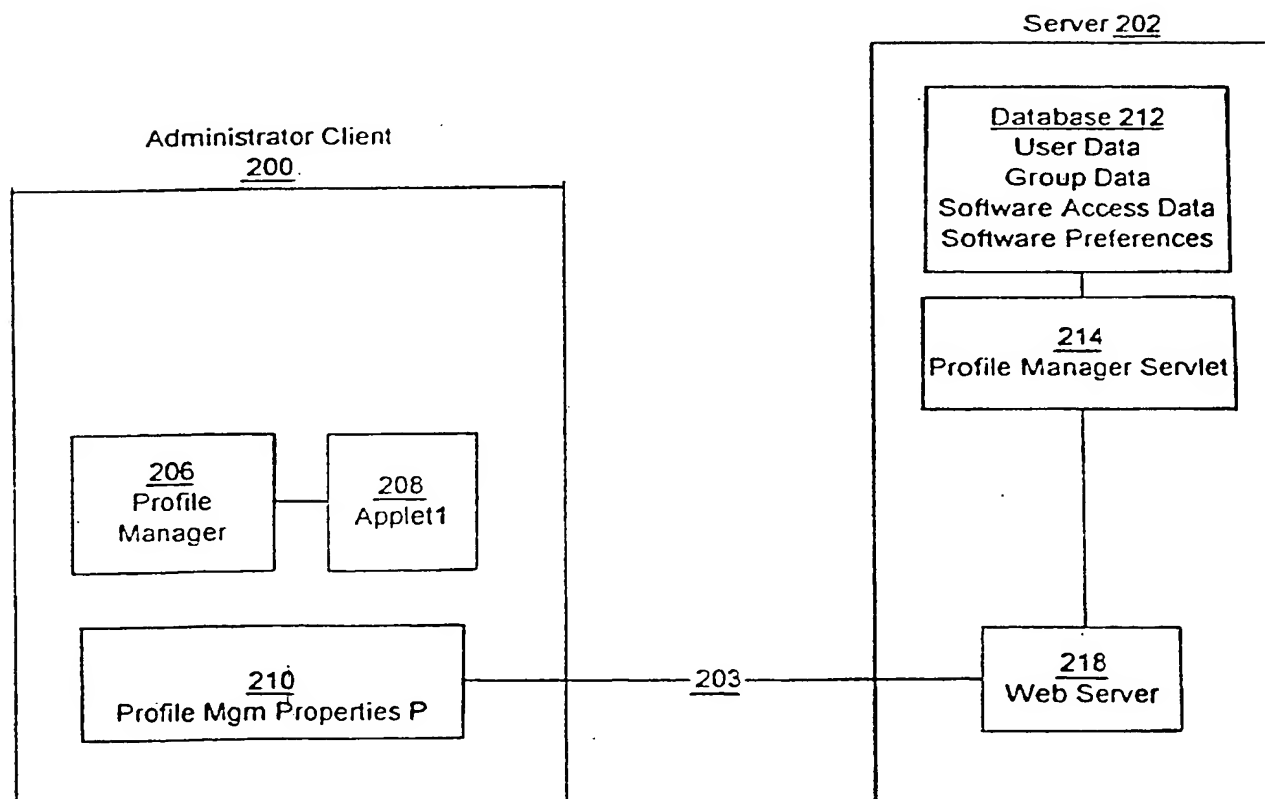 Server 202
Database 212
User Data
Group Data
Software Access Data
Software Preferences
214
Profile Manager Servlet
Administrator Client
200
206
Profile
Manager
208
Applet1
210
Profile Mgm Properties P
203
218
Web Server